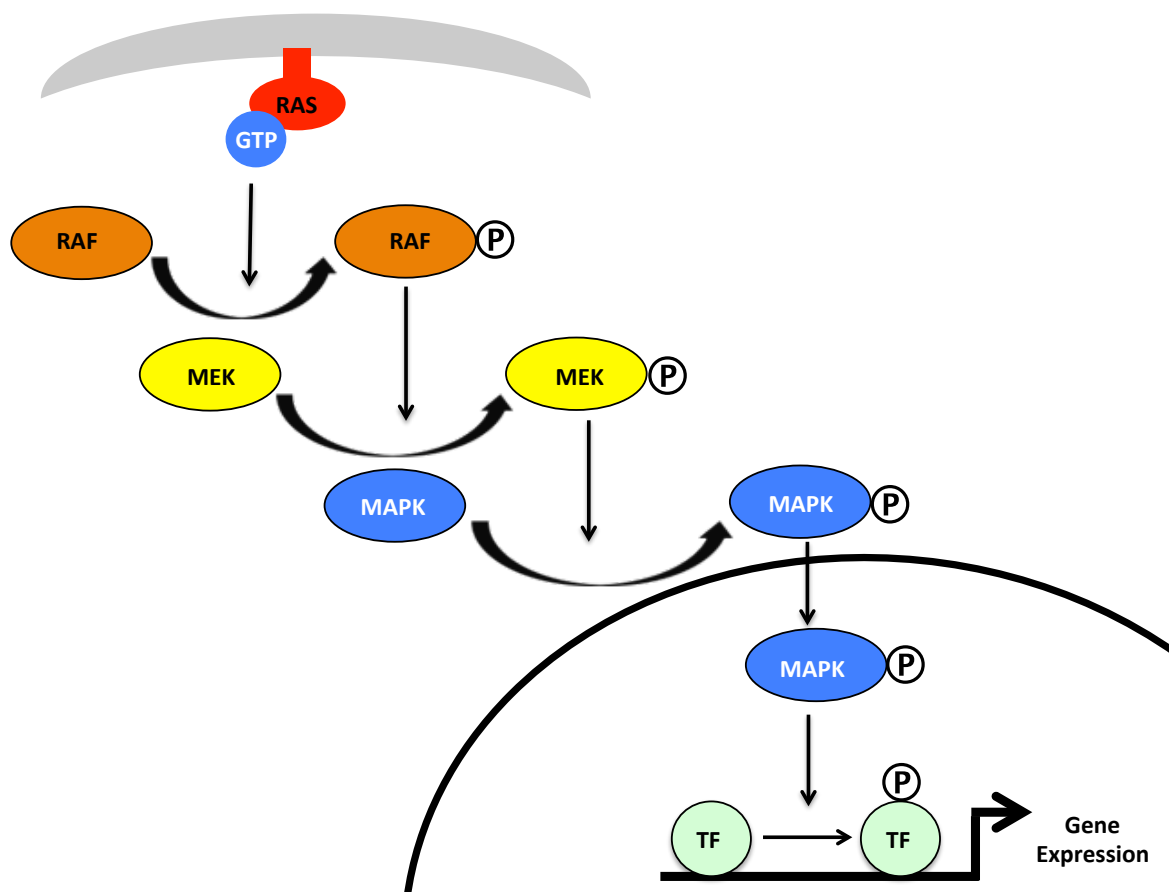 RAS
GTP
RAF
RAF
P
MEK
MEK
P
MAPK
MAPK
P
MAPK
P
P
TF
TF
Gene
Expression